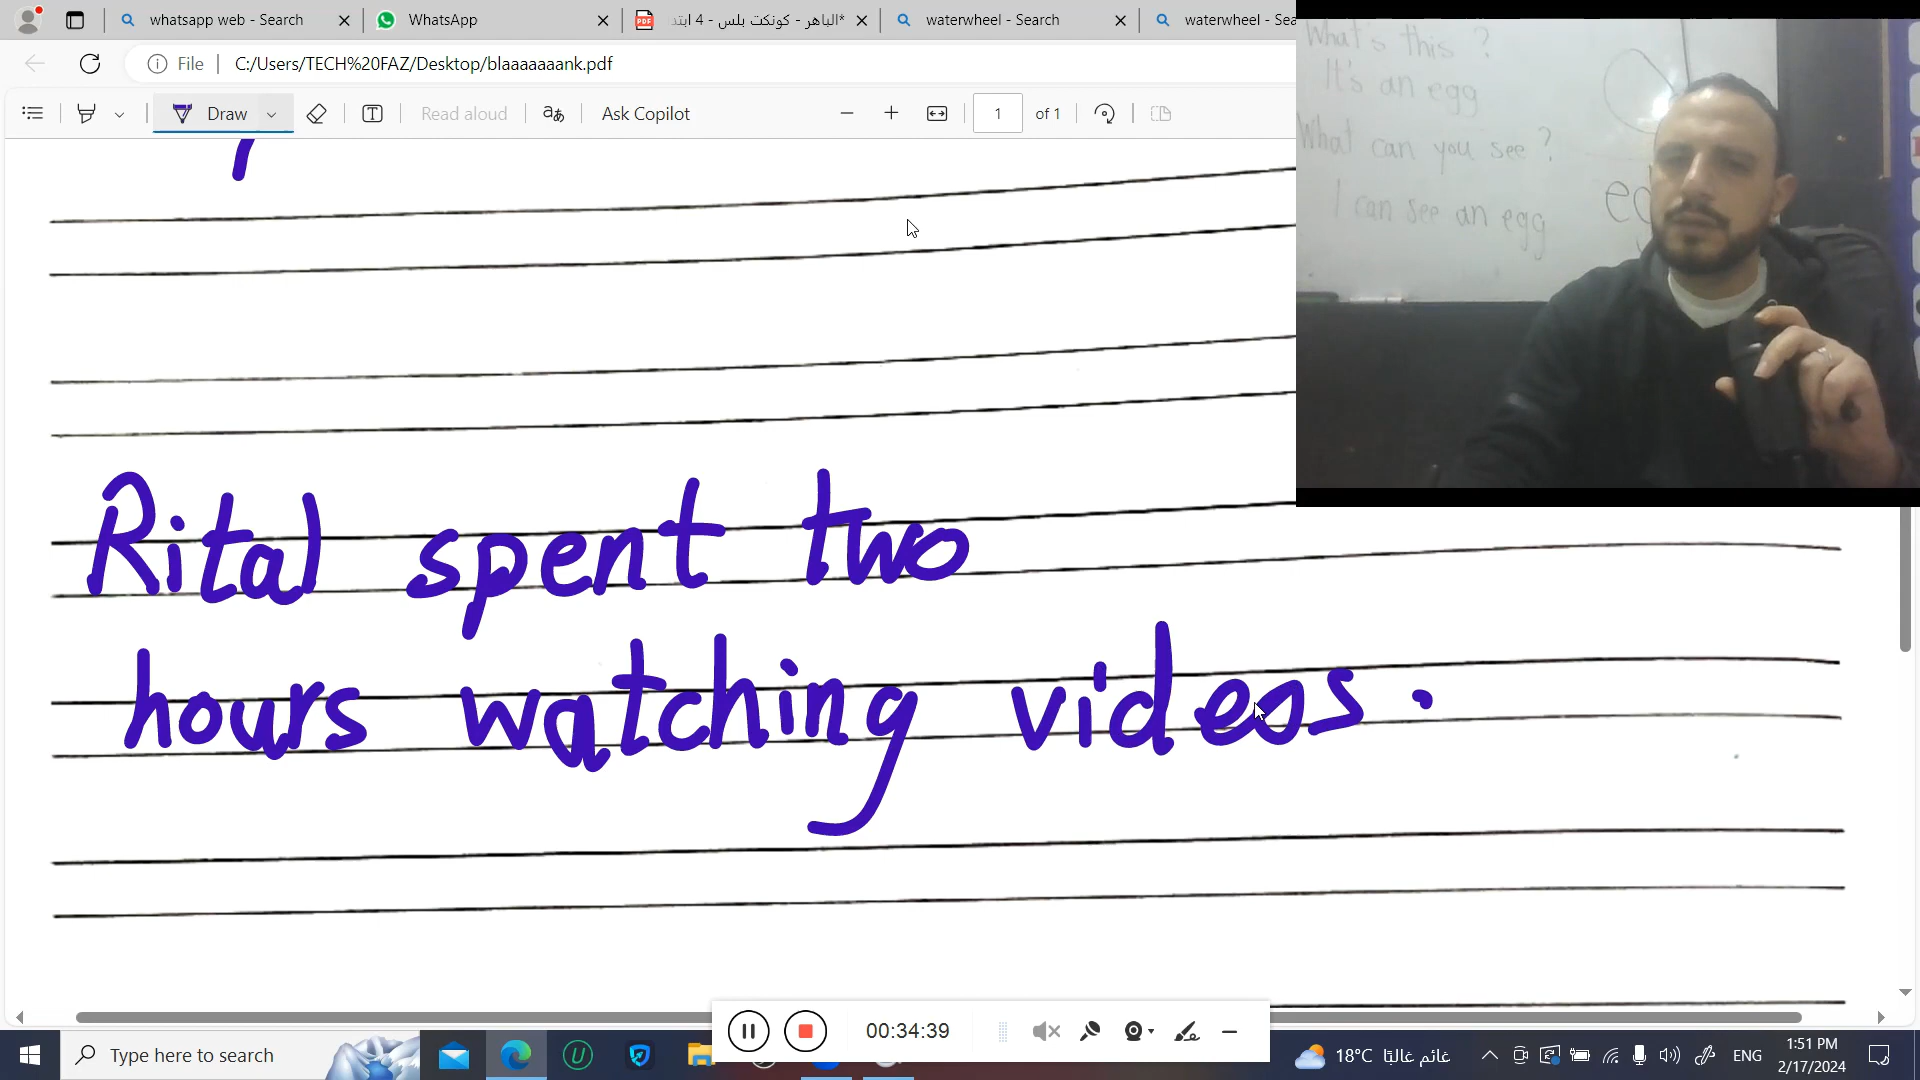 whatsapp web - Search
WhatsApp
الباهر - كونكت بلس - 4 ابتد*
waterwheel - Search
waterwheel - Sea
File
C:/Users/TECH%20FAZ/Desktop/blaaaaaaank.pdf
Draw
Read aloud
Ask Copilot
1 of 1
What's this ?
It's an egg
What can you see ?
I can see an egg
Rital spent two
hours watching videos.
00:34:39
Type here to search
18°C غائم غالبًا
ENG
1:51 PM
2/17/2024